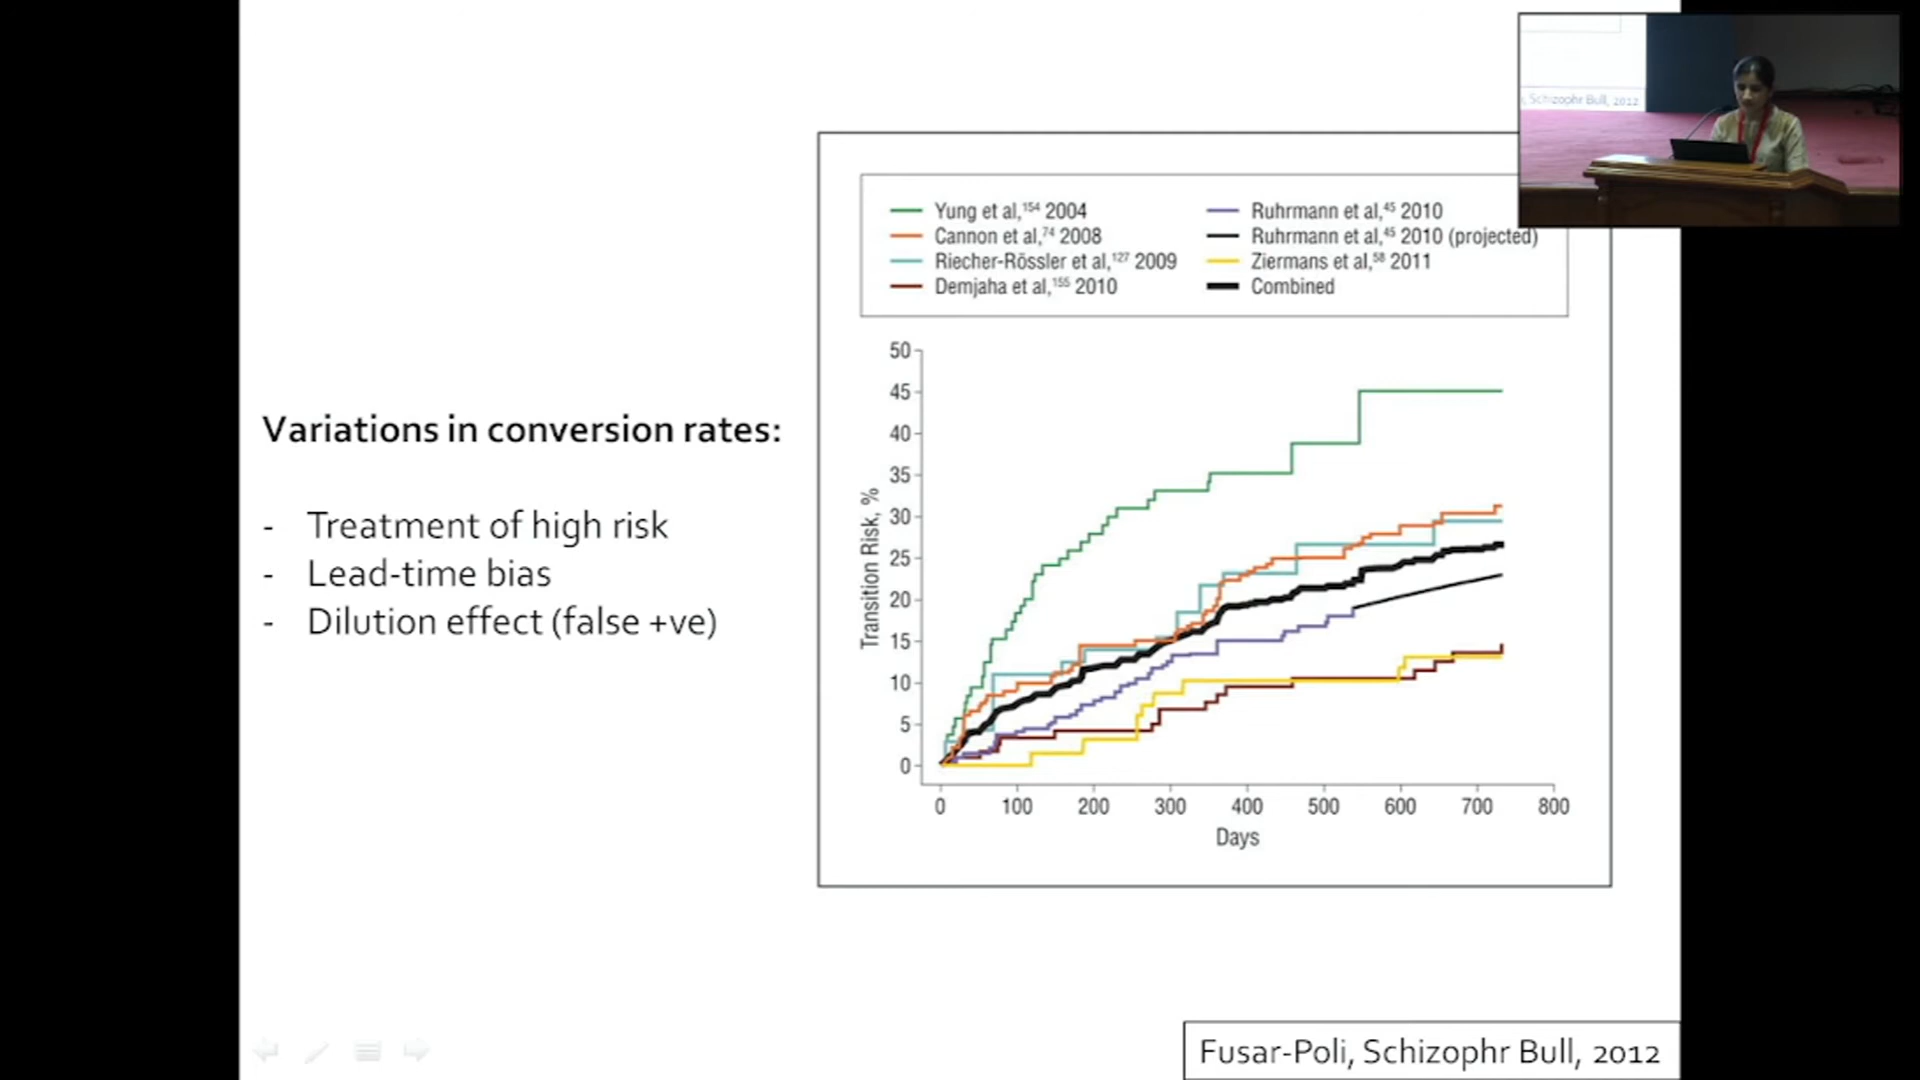 Variations in conversion rates:
- Treatment of high risk
- Lead-time bias
- Dilution effect (false +ve)
Yung et al,154 2004
Cannon et al,74 2008
Riecher-Rössler et al,127 2009
Demjaha et al,155 2010
Ruhrmann et al,45 2010
Ruhrmann et al,45 2010 (projected)
Ziermans et al,58 2011
Combined
Transition Risk, %
50
45
40
35
30
25
20
15
10
5
0
0 100 200 300 400 500 600 700 800
Days
Fusar-Poli, Schizophr Bull, 2012
Schizophr Bull, 2012